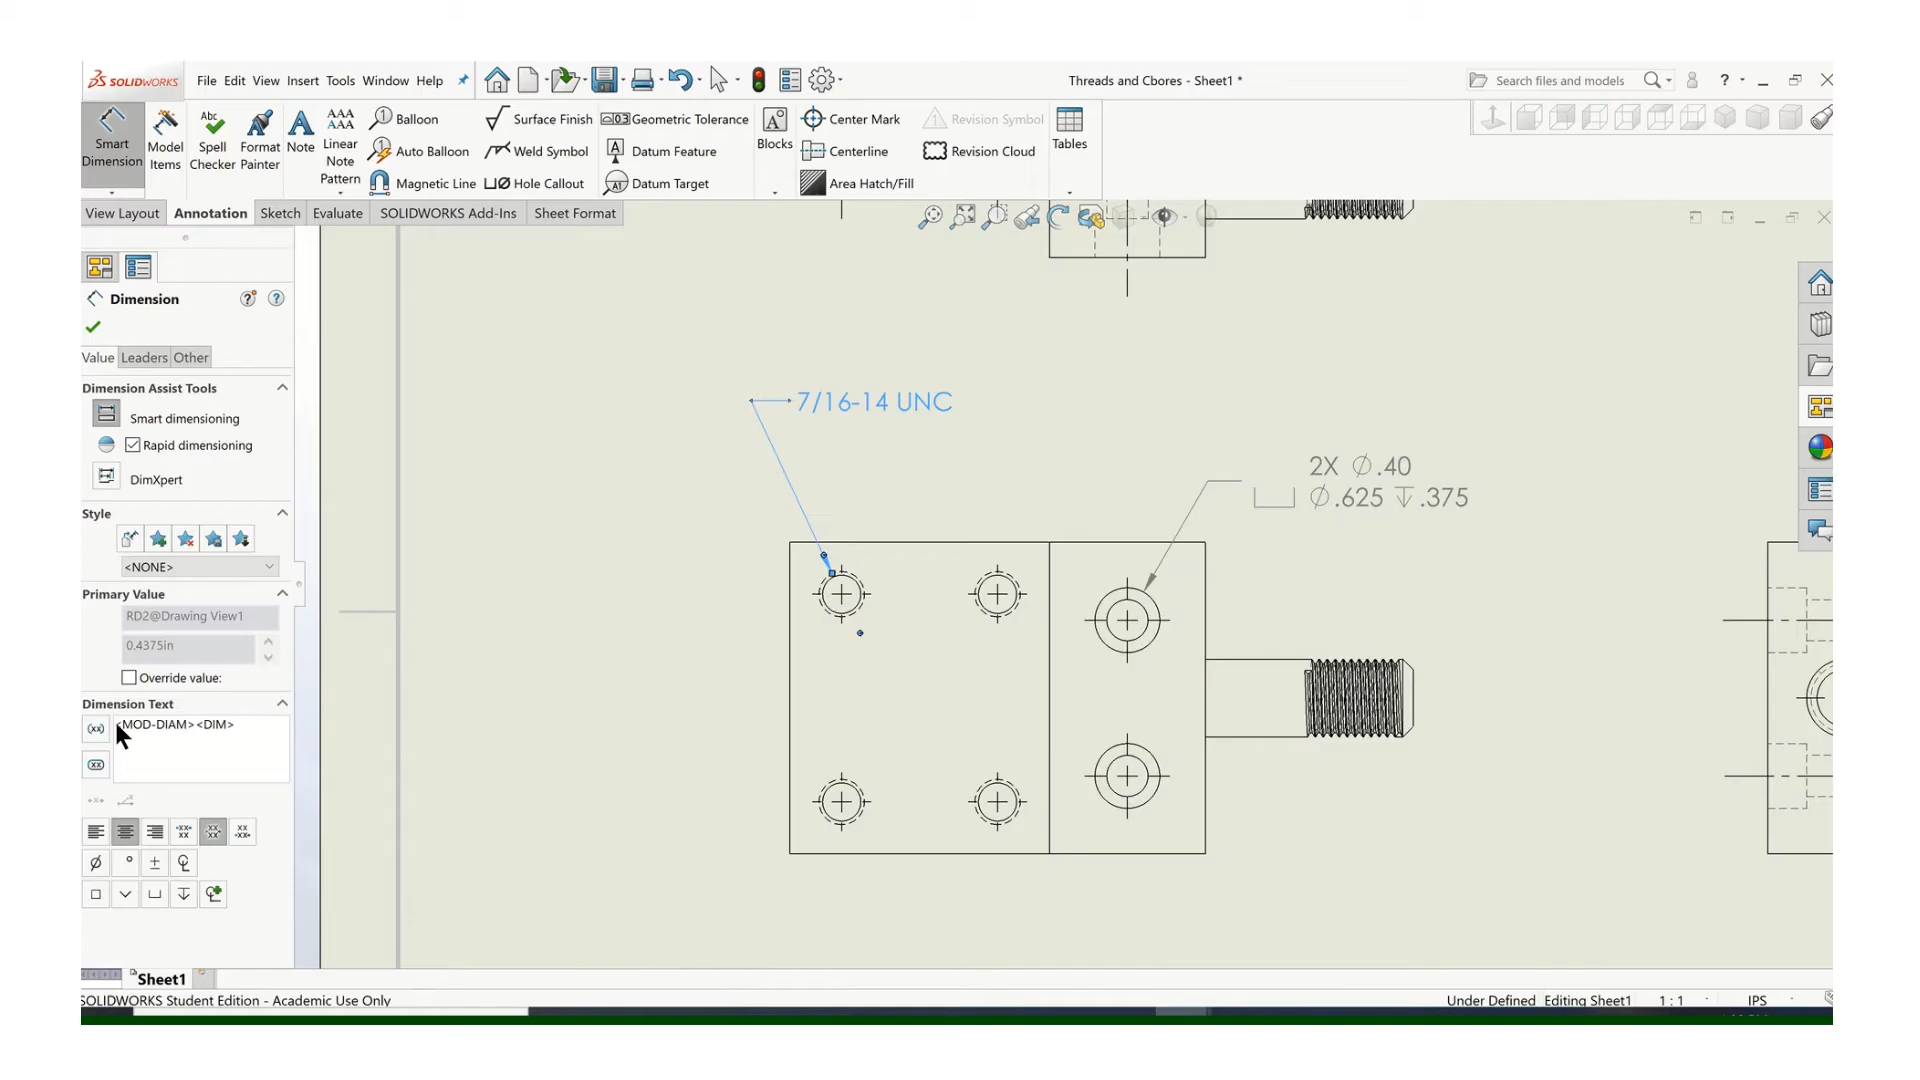 SOLIDWORKS File Edit View Insert Tools Window Help Threads and Cbores - Sheet1 * Search files and models ?
Smart Dimension
Model Items
Abc Spell Checker
Format Painter
A Note
AAA AAA Linear Note Pattern
Balloon
Auto Balloon
Magnetic Line
Surface Finish
Weld Symbol
Hole Callout
Geometric Tolerance
Datum Feature
Datum Target
Blocks
Center Mark
Centerline
Area Hatch/Fill
Revision Symbol
Revision Cloud
Tables
View Layout Annotation Sketch Evaluate SOLIDWORKS Add-Ins Sheet Format
Dimension
Value Leaders Other
Dimension Assist Tools
Smart dimensioning
Rapid dimensioning
DimXpert
Style
<NONE>
Primary Value
RD2@Drawing View1
0.4375in
Override value:
Dimension Text
<MOD-DIAM><DIM>
7/16-14 UNC
2X ∅.40
⌴ ∅.625 ↧.375
Sheet1
SOLIDWORKS Student Edition - Academic Use Only Under Defined Editing Sheet1 1 : 1 IPS